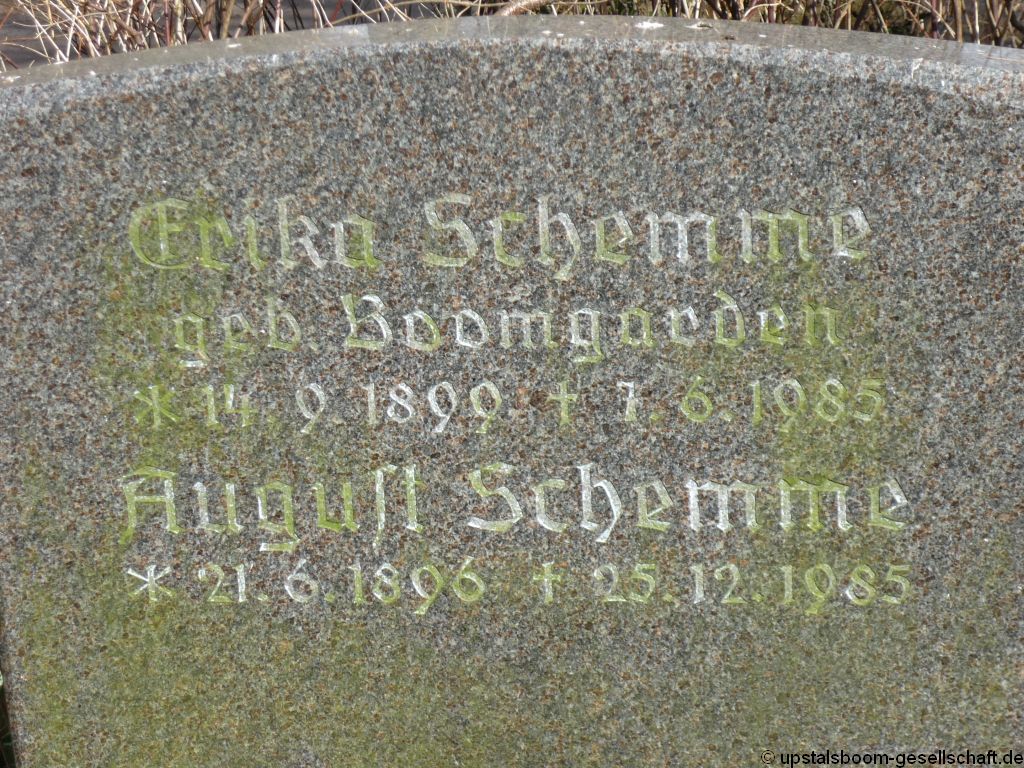 Erika Schemme
geb. Boomgarden
* 14. 9. 1899 † 7. 6. 1985
August Schemme
* 21. 6. 1896 † 25. 12. 1985
© upstalsboom-gesellschaft.de